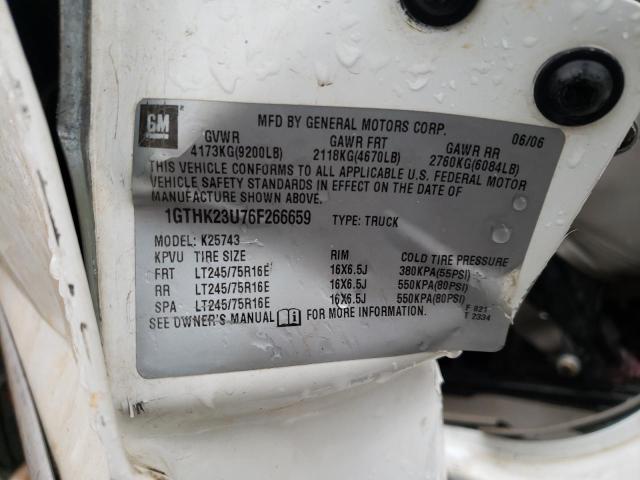 GM
MFD BY GENERAL MOTORS CORP. 06/06
GVWR GAWR FRT GAWR RR
4173KG(9200LB) 2118KG(4670LB) 2760KG(6084LB)
THIS VEHICLE CONFORMS TO ALL APPLICABLE U.S. FEDERAL MOTOR
VEHICLE SAFETY STANDARDS IN EFFECT ON THE DATE OF
MANUFACTURE SHOWN ABOVE.
1GTHK23U76F266659 TYPE: TRUCK
MODEL: K25743
KPVU TIRE SIZE RIM COLD TIRE PRESSURE
FRT LT245/75R16E 16X6.5J 380KPA(55PSI)
RR LT245/75R16E 16X6.5J 550KPA(80PSI)
SPA LT245/75R16E 16X6.5J 550KPA(80PSI)
SEE OWNER'S MANUAL FOR MORE INFORMATION.
F 821
T 2334